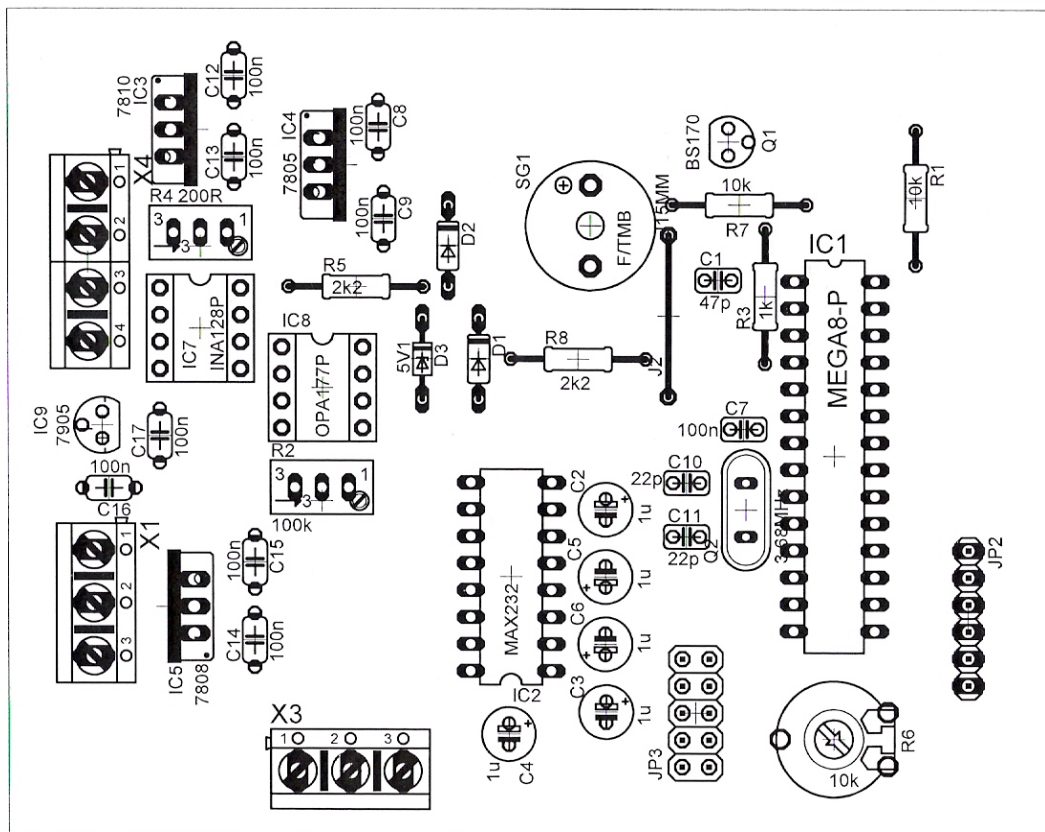 7810
IC3
C12
100n
C13
100n
X4
1
2
3
4
R4 200R
3
1
3
IC7
INA128P
IC4
7805
100n
C8
100n
C9
D2
R5
2k2
IC8
OPA177P
5V1
D3
D1
R8
2k2
J2
SG1
F/TMB
15MM
BS170
Q1
10k
R7
R1
10k
C1
47p
R3
1k
IC1
MEGA8-P
C7
100n
IC9
7905
C17
100n
100n
C16
R2
3
1
3
100k
X1
1
2
3
IC5
7808
100n
C15
C14
100n
X3
1
2
3
MAX232
IC2
C2
1u
C5
1u
C6
1u
C3
1u
1u
C4
C10
22p
C11
22p
Q2
3,68MHz
JP3
JP2
R6
10k